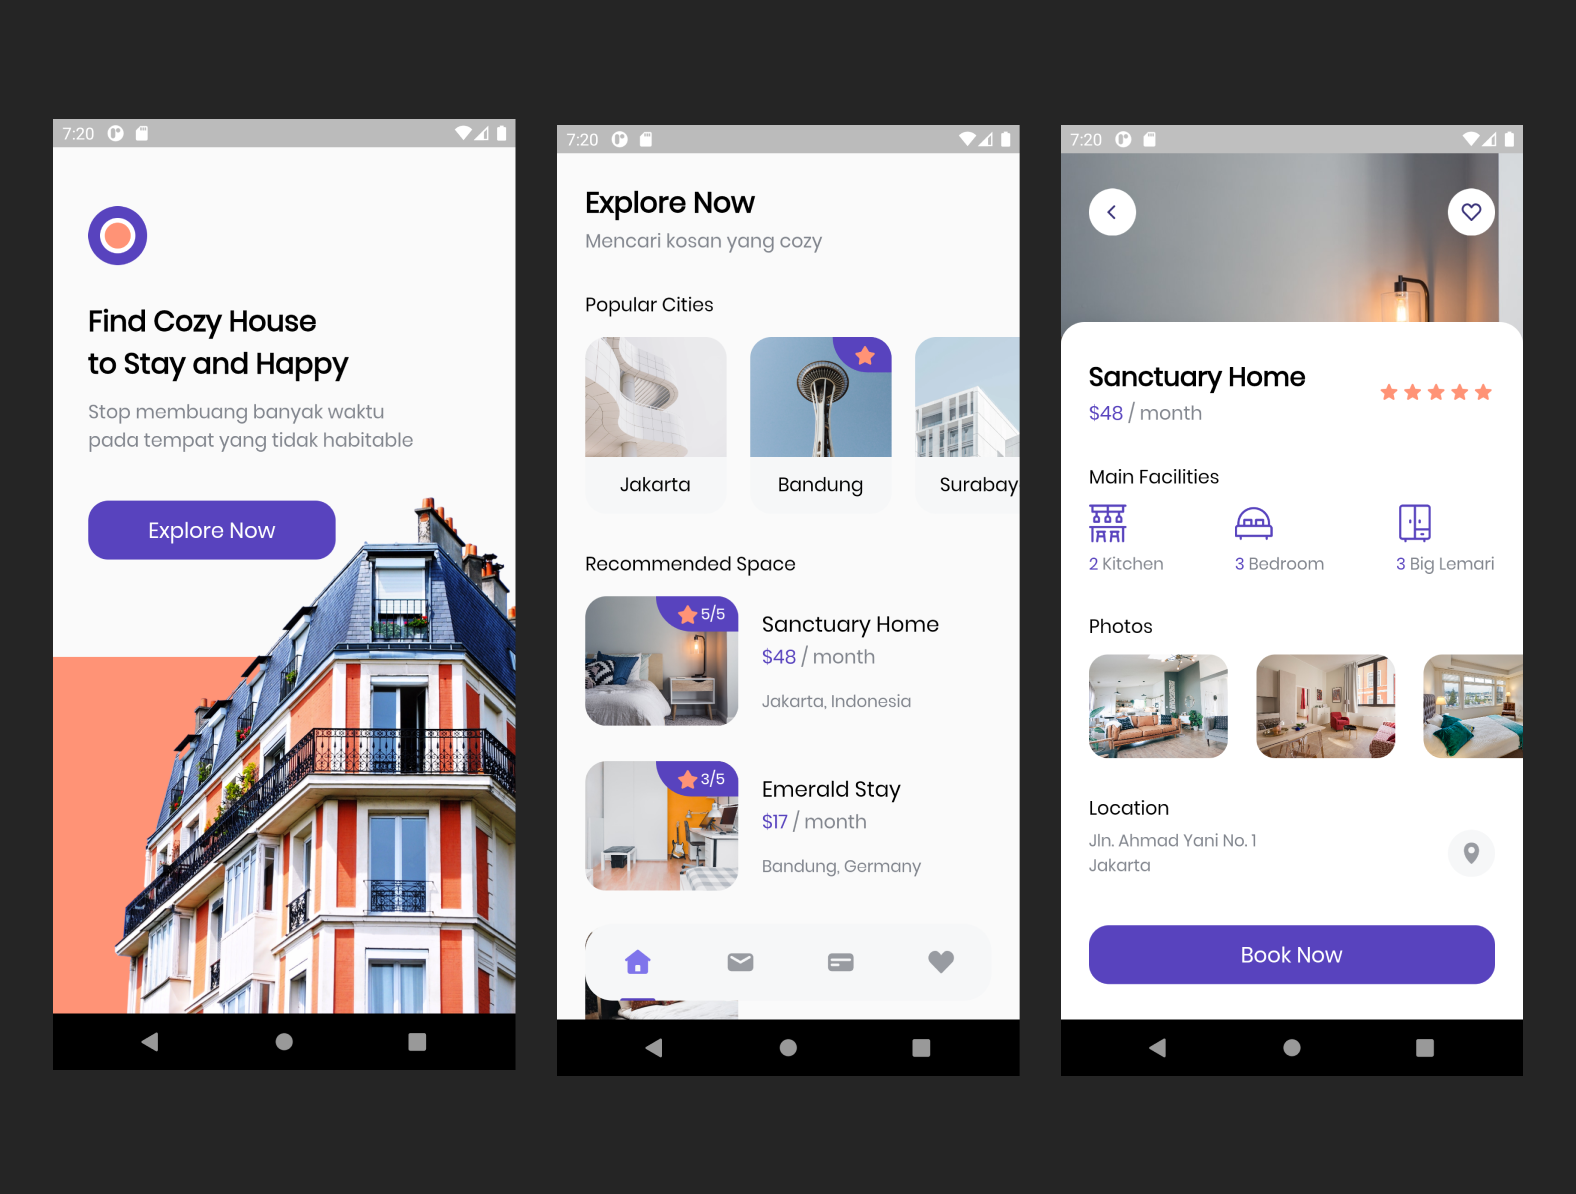 7:20
Find Cozy House
to Stay and Happy
Stop membuang banyak waktu
pada tempat yang tidak habitable
Explore Now
7:20
Explore Now
Mencari kosan yang cozy
Popular Cities
Jakarta
Bandung
Surabay
Recommended Space
5/5
Sanctuary Home
$48 / month
Jakarta, Indonesia
3/5
Emerald Stay
$17 / month
Bandung, Germany
7:20
Sanctuary Home
$48 / month
Main Facilities
2 Kitchen
3 Bedroom
3 Big Lemari
Photos
Location
Jln. Ahmad Yani No. 1
Jakarta
Book Now